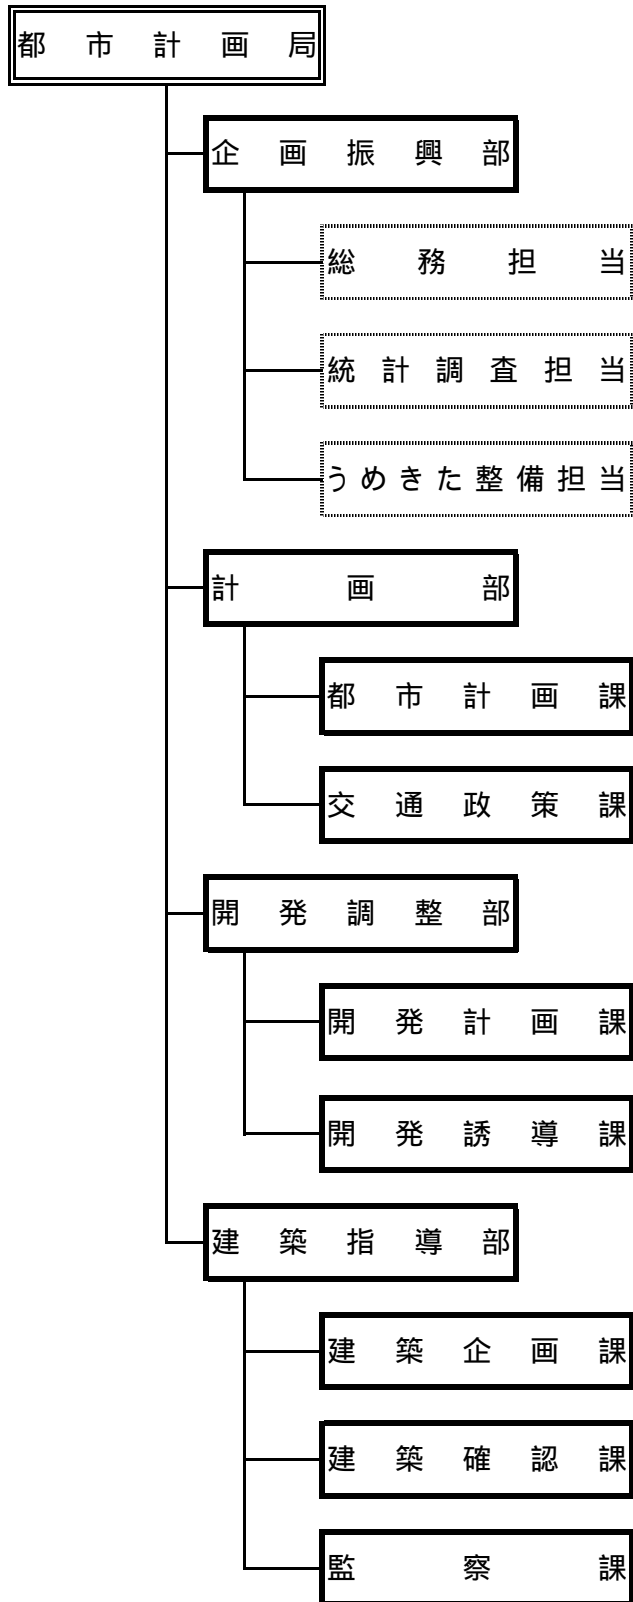 都市計画局
企画振興部
総務担当
統計調査担当
うめきた整備担当
計画部
都市計画課
交通政策課
開発調整部
開発計画課
開発誘導課
建築指導部
建築企画課
建築確認課
監察課